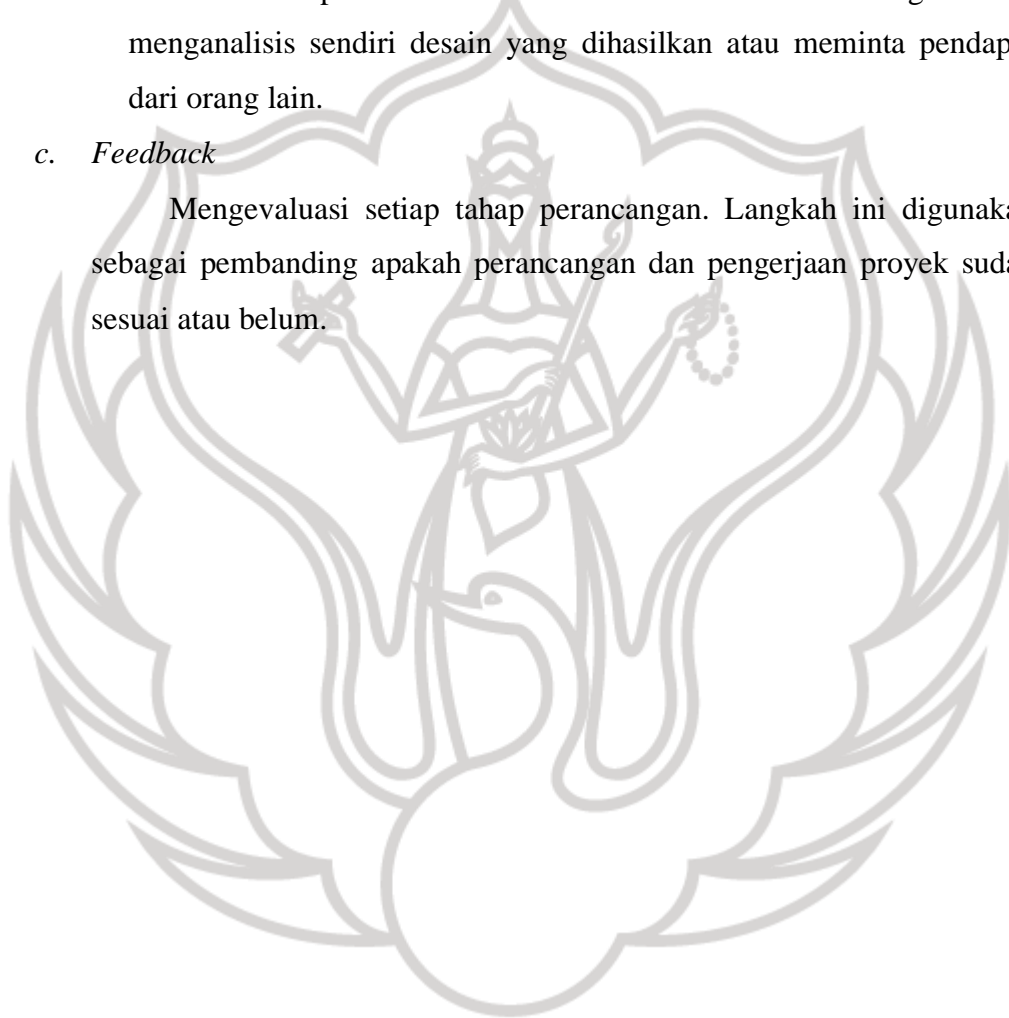 menganalisis sendiri desain yang dihasilkan atau meminta pendap
dari orang lain.
c. Feedback
Mengevaluasi setiap tahap perancangan. Langkah ini digunaka
sebagai pembanding apakah perancangan dan pengerjaan proyek suda
sesuai atau belum.